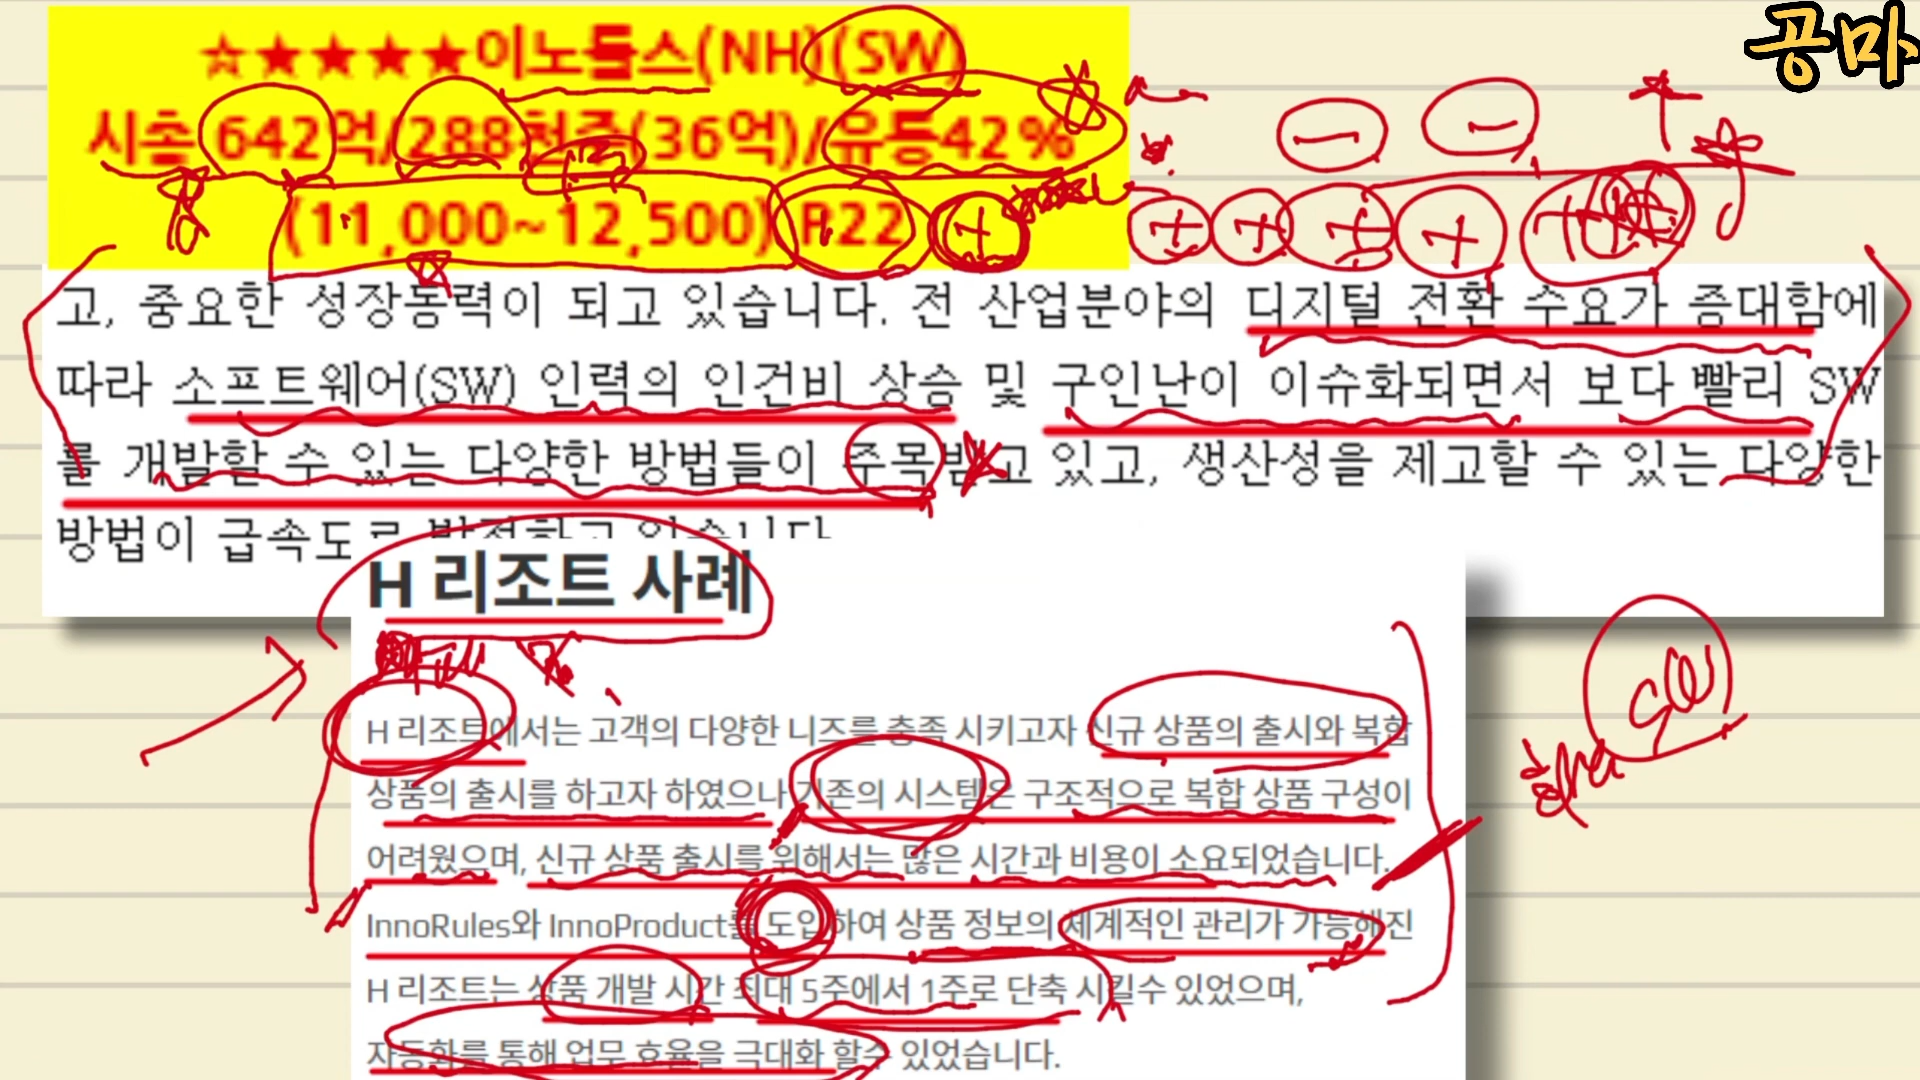 공마
☆★★★★이노룰스(NH)(SW)
시총 642억/288천주(36억)/유통42%
(11,000~12,500) P22
고, 중요한 성장동력이 되고 있습니다. 전 산업분야의 디지털 전환 수요가 증대함에
따라 소프트웨어(SW) 인력의 인건비 상승 및 구인난이 이슈화되면서 보다 빨리 SW
를 개발할 수 있는 다양한 방법들이 주목받고 있고, 생산성을 제고할 수 있는 다양한
방법이 급속도로 발전하고 있습니다
H 리조트 사례
H 리조트에서는 고객의 다양한 니즈를 충족 시키고자 신규 상품의 출시와 복합
상품의 출시를 하고자 하였으나 기존의 시스템은 구조적으로 복합 상품 구성이
어려웠으며, 신규 상품 출시를 위해서는 많은 시간과 비용이 소요되었습니다.
InnoRules와 InnoProduct를 도입하여 상품 정보의 체계적인 관리가 가능해진
H 리조트는 상품 개발 시간 최대 5주에서 1주로 단축 시킬수 있었으며,
자동화를 통해 업무 효율을 극대화 할수 있었습니다.